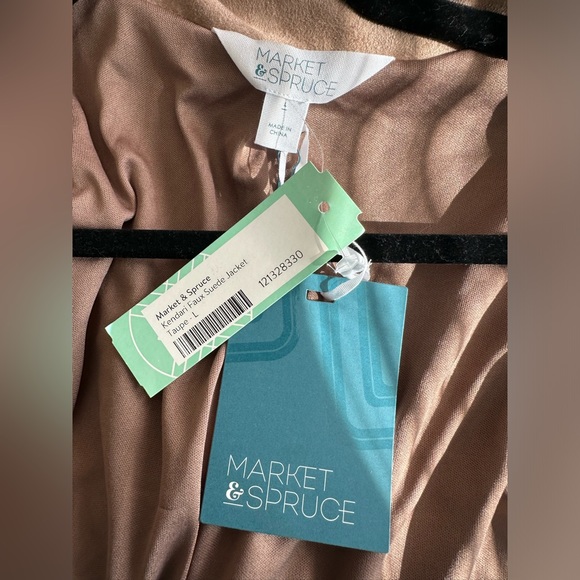 MARKET
& SPRUCE
L
MADE IN
CHINA
Market & Spruce
Kendari Faux Suede Jacket
Taupe - L
121328330
MARKET
& SPRUCE